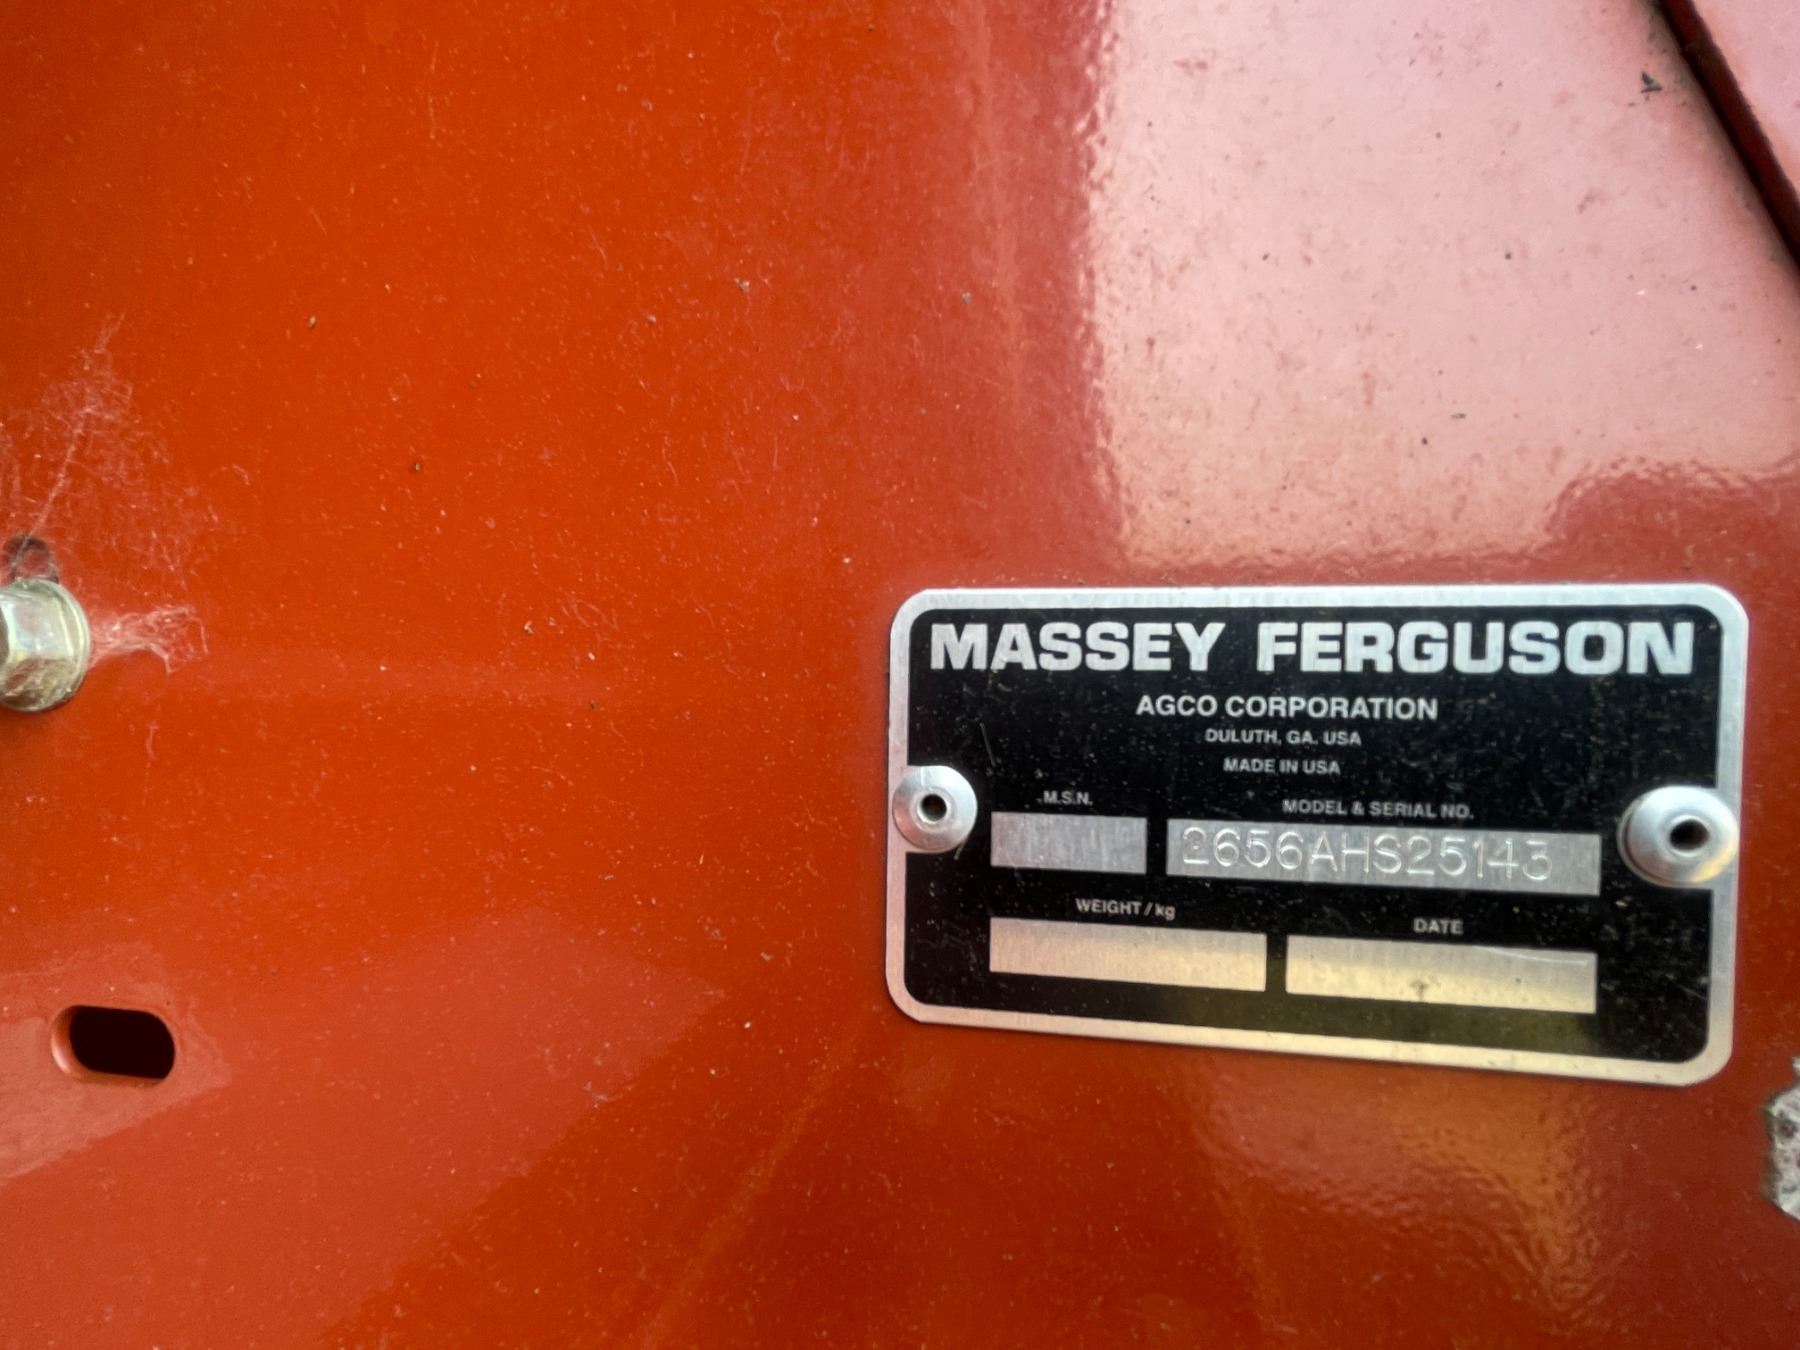 MASSEY FERGUSON
AGCO CORPORATION
DULUTH, GA. USA
MADE IN USA
M.S.N.
MODEL & SERIAL NO.
2656AHS25143
WEIGHT / kg
DATE